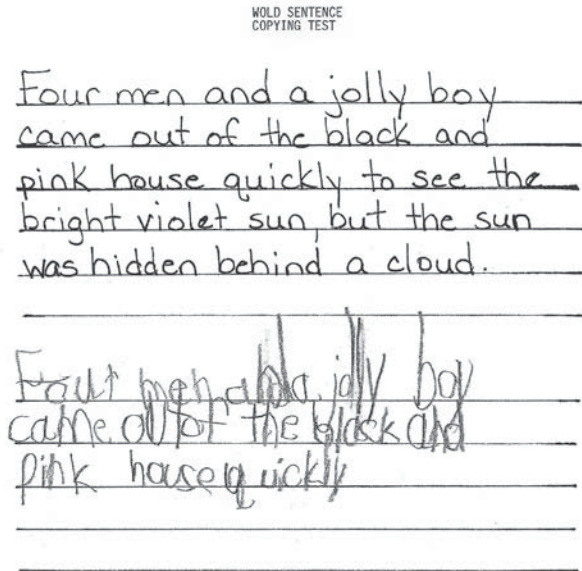 WOLD SENTENCE
COPYING TEST
Four men and a jolly boy
came out of the black and
pink house quickly to see the
bright violet sun, but the sun
was hidden behind a cloud.
Four men and a jolly boy
came out of the black and
pink house quickly